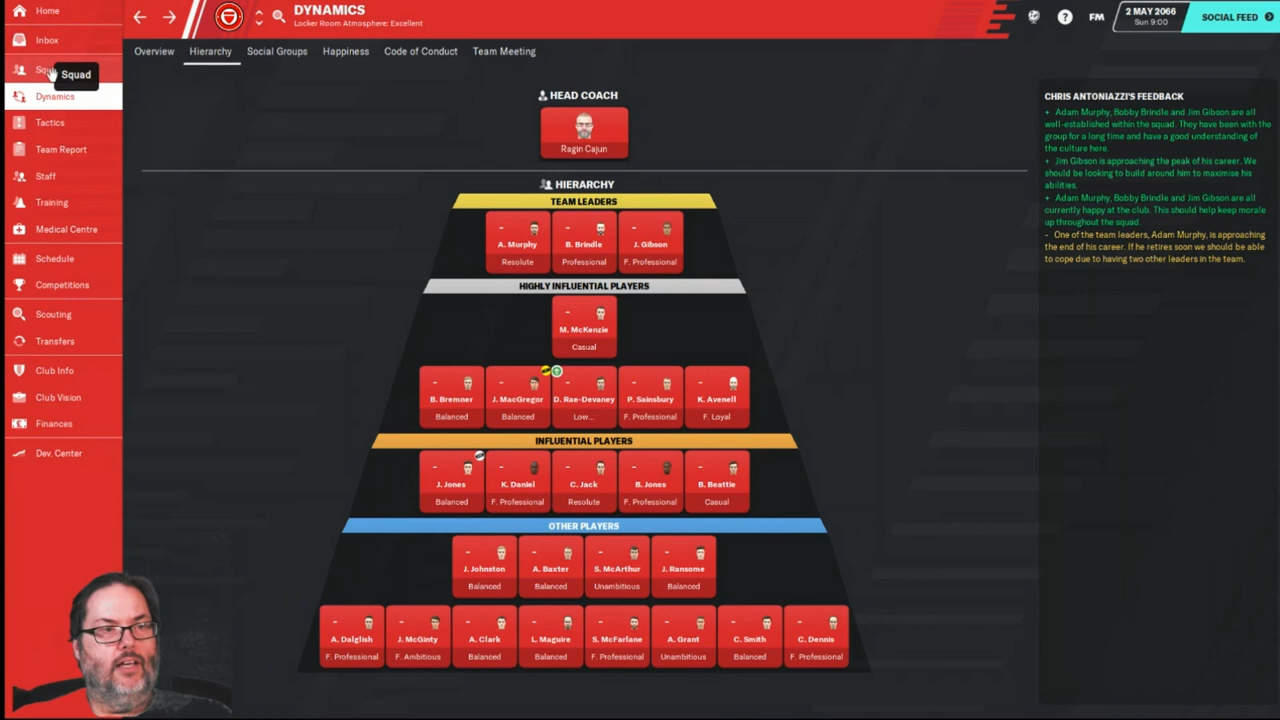 Home
Inbox
Squad
Squad
Dynamics
Tactics
Team Report
Staff
Training
Medical Centre
Schedule
Competitions
Scouting
Transfers
Club Info
Club Vision
Finances
Dev. Center
DYNAMICS
Locker Room Atmosphere: Excellent
FM
2 MAY 2066
Sun 9:00
SOCIAL FEED
Overview
Hierarchy
Social Groups
Happiness
Code of Conduct
Team Meeting
HEAD COACH
Ragin Cajun
HIERARCHY
TEAM LEADERS
A. Murphy
Resolute
B. Brindle
Professional
J. Gibson
F. Professional
HIGHLY INFLUENTIAL PLAYERS
M. McKenzie
Casual
B. Bremner
Balanced
J. MacGregor
Balanced
D. Rae-Devaney
Low...
P. Sainsbury
F. Professional
K. Avenell
F. Loyal
INFLUENTIAL PLAYERS
J. Jones
Balanced
K. Daniel
F. Professional
C. Jack
Resolute
B. Jones
F. Professional
B. Beattie
Casual
OTHER PLAYERS
J. Johnston
Balanced
A. Baxter
Balanced
S. McArthur
Unambitious
J. Ransome
Balanced
A. Dalglish
F. Professional
J. McGinty
F. Ambitious
A. Clark
Balanced
L. Maguire
Balanced
S. McFarlane
F. Professional
A. Grant
Unambitious
C. Smith
Balanced
C. Dennis
F. Professional
CHRIS ANTONIAZZI'S FEEDBACK
+ Adam Murphy, Bobby Brindle and Jim Gibson are all
well-established within the squad. They have been with the
group for a long time and have a good understanding of
the culture here.
+ Jim Gibson is approaching the peak of his career. We
should be looking to build around him to maximise his
abilities.
+ Adam Murphy, Bobby Brindle and Jim Gibson are all
currently happy at the club. This should help keep morale
up throughout the squad.
- One of the team leaders, Adam Murphy, is approaching
the end of his career. If he retires soon we should be able
to cope due to having two other leaders in the team.